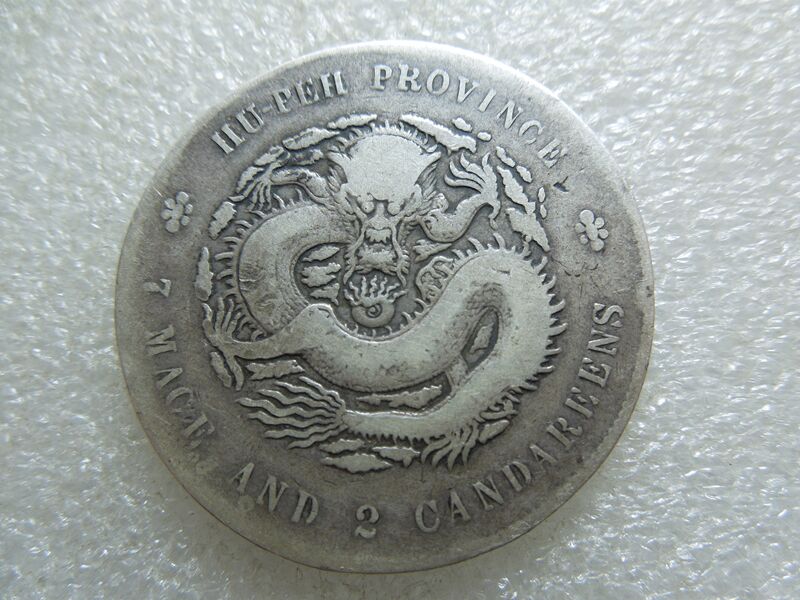 HU-PEH PROVINCE
7 MACE AND 2 CANDAREENS